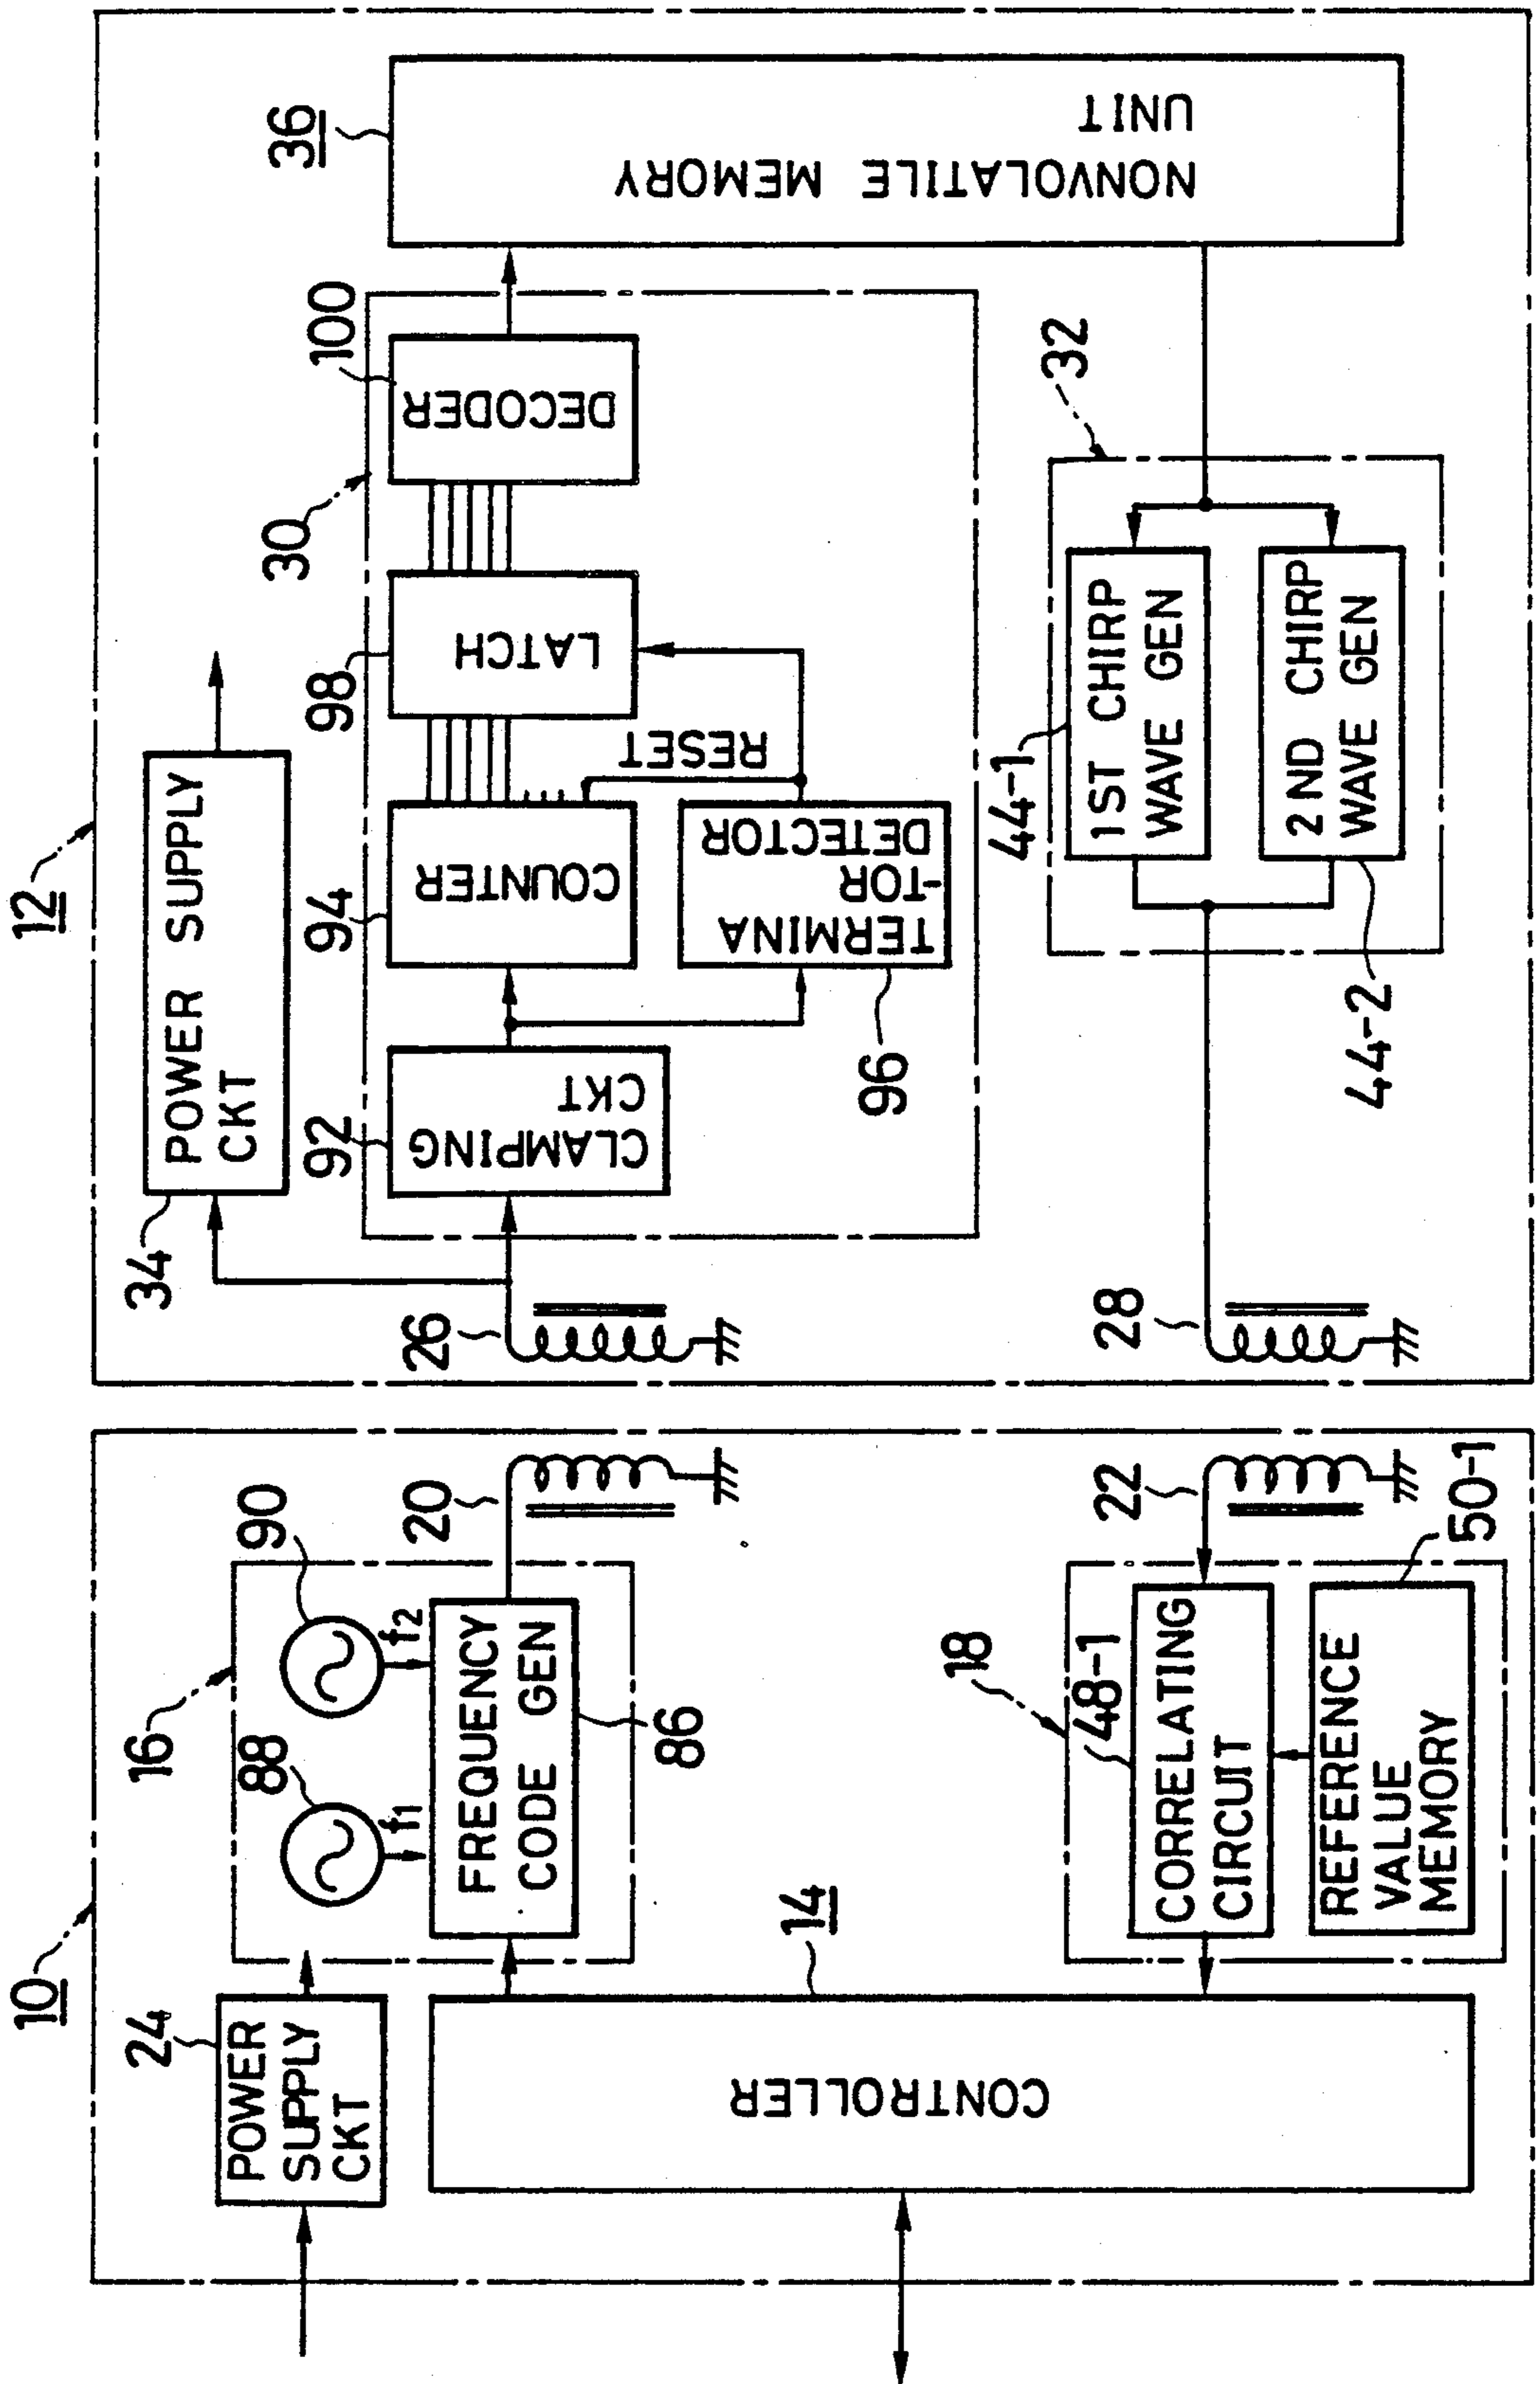 10
24
POWER
SUPPLY
CKT
16
88
90
f1
f2
FREQUENCY
CODE GEN
86
20
14
CONTROLLER
18
48-1
CORRELATING
CIRCUIT
22
REFERENCE
VALUE
MEMORY
50-1
12
34
POWER SUPPLY
CKT
26
30
92
CLAMPING
CKT
94
COUNTER
96
TERMINA
-TOR
DETECTOR
RESET
98
LATCH
100
DECODER
36
NONVOLATILE MEMORY
UNIT
28
32
44-1
1ST CHIRP
WAVE GEN
2ND CHIRP
WAVE GEN
44-2